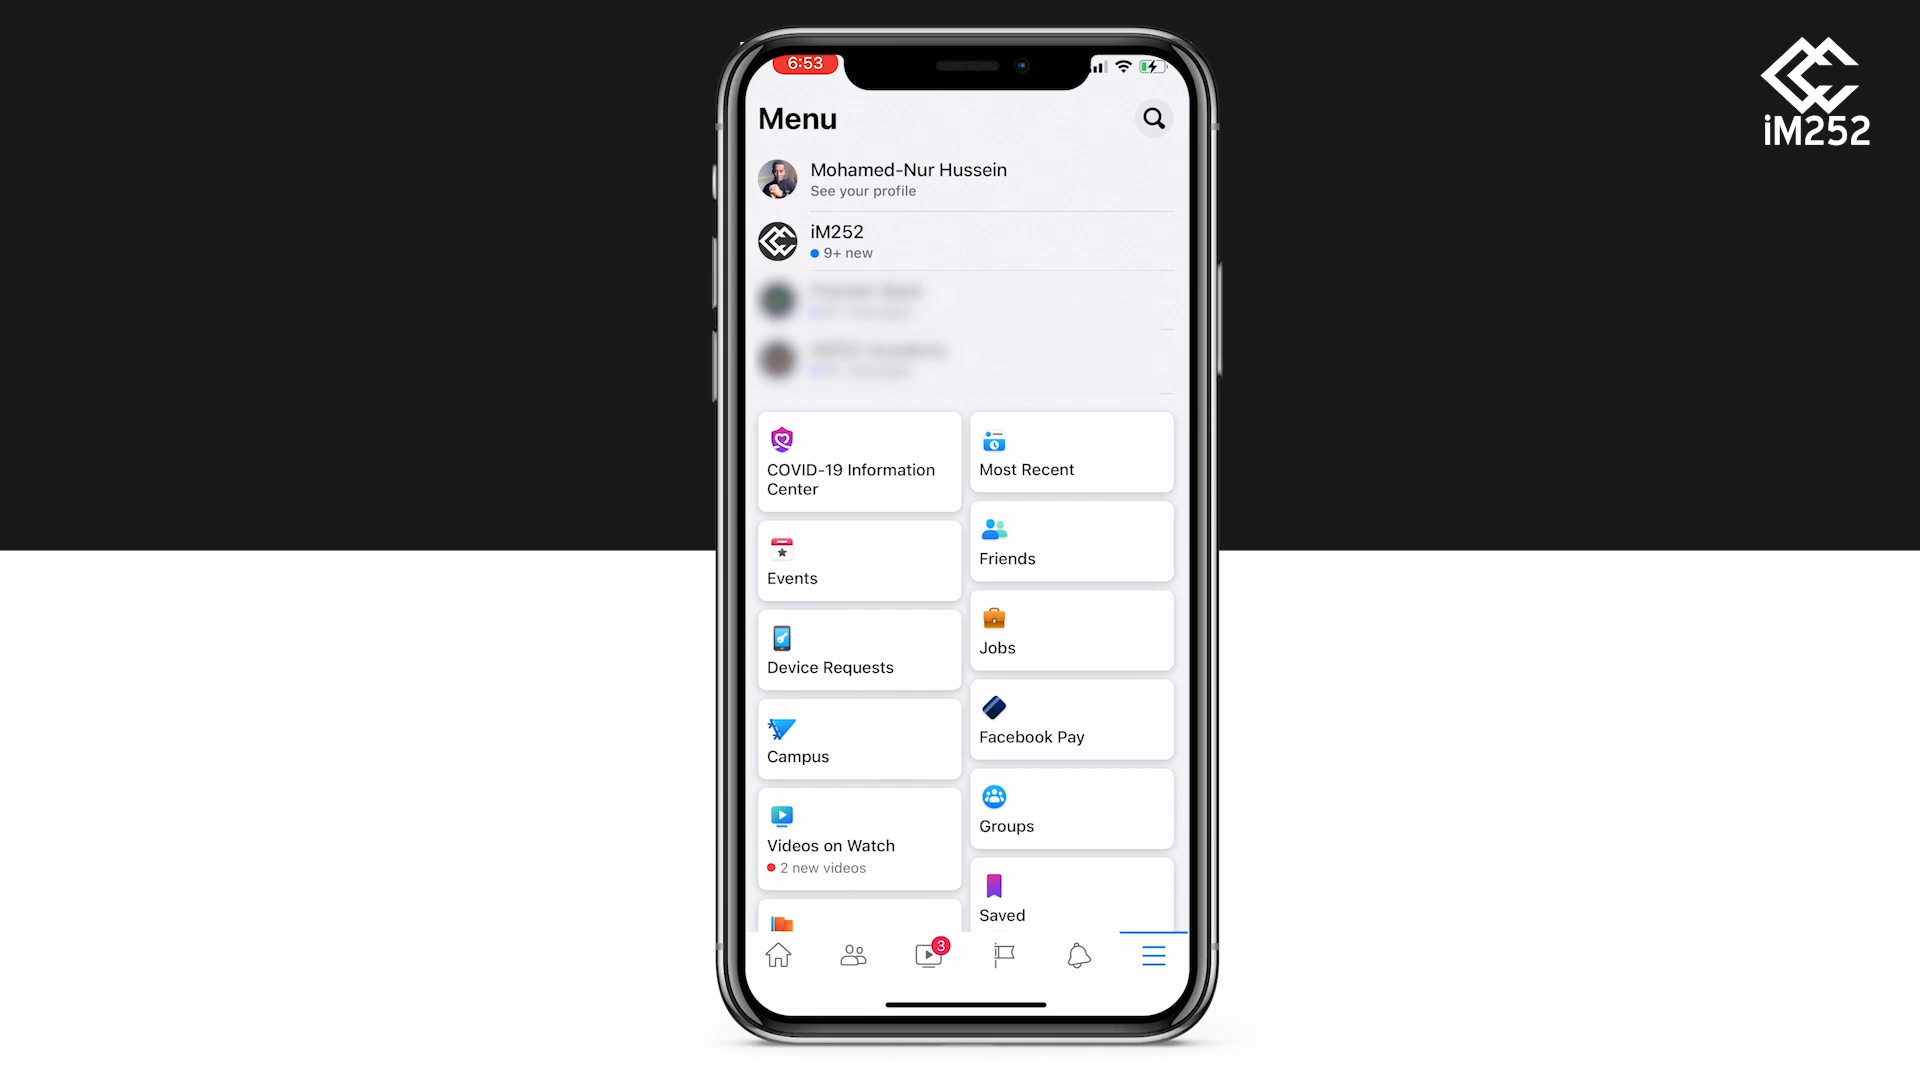 6:53
iM252
Menu
Mohamed-Nur Hussein
See your profile
iM252
9+ new
COVID-19 Information
Center
Most Recent
Friends
Events
Jobs
Device Requests
Facebook Pay
Campus
Groups
Videos on Watch
2 new videos
Saved
3